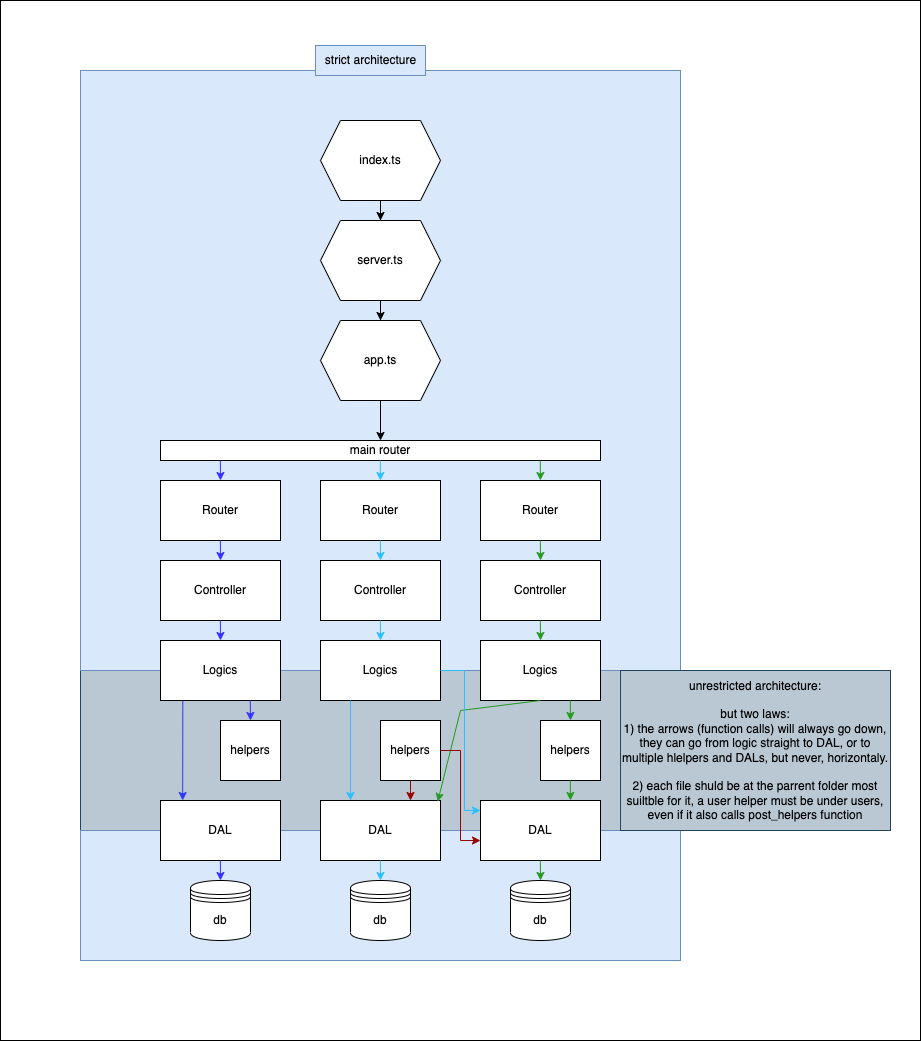 strict architecture
index.ts
server.ts
app.ts
main router
Router
Router
Router
Controller
Controller
Controller
Logics
Logics
Logics
unrestricted architecture:
but two laws:
1) the arrows (function calls) will always go down,
they can go from logic straight to DAL, or to
multiple hlelpers and DALs, but never, horizontaly.
2) each file shuld be at the parrent folder most
suiltble for it, a user helper must be under users,
even if it also calls post_helpers function
helpers
helpers
helpers
DAL
DAL
DAL
db
db
db